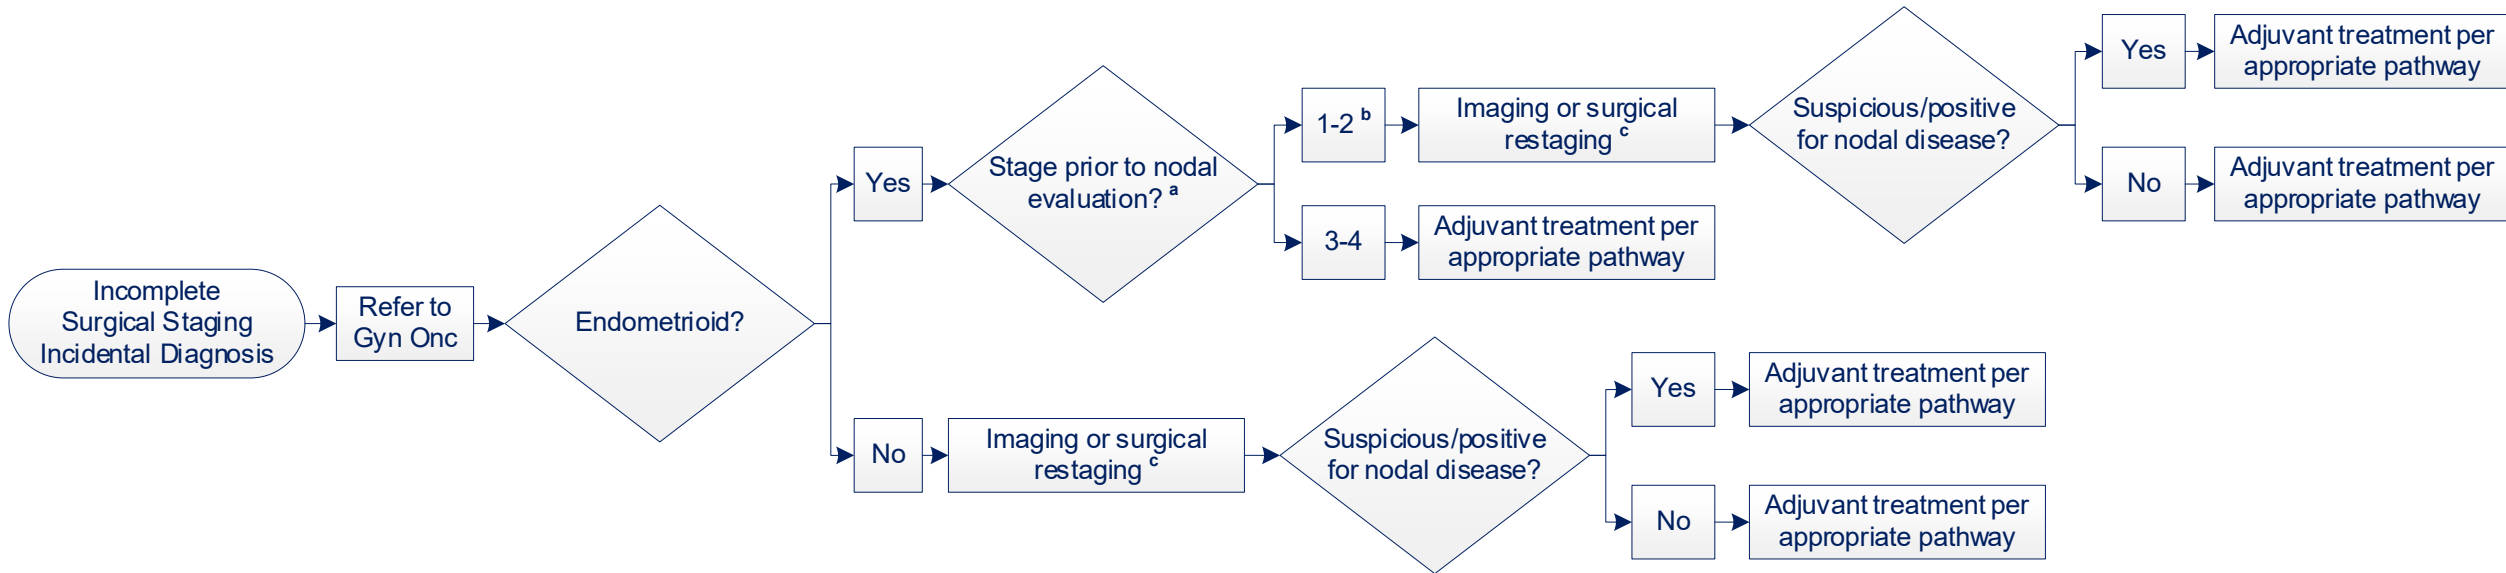 Incomplete
Surgical Staging
Incidental Diagnosis
Refer to
Gyn Onc
Endometrioid?
Yes
Stage prior to nodal
evaluation? a
1-2 b
Imaging or surgical
restaging c
Suspicious/positive
for nodal disease?
Yes
Adjuvant treatment per
appropriate pathway
No
Adjuvant treatment per
appropriate pathway
3-4
Adjuvant treatment per
appropriate pathway
No
Imaging or surgical
restaging c
Suspicious/positive
for nodal disease?
Yes
Adjuvant treatment per
appropriate pathway
No
Adjuvant treatment per
appropriate pathway